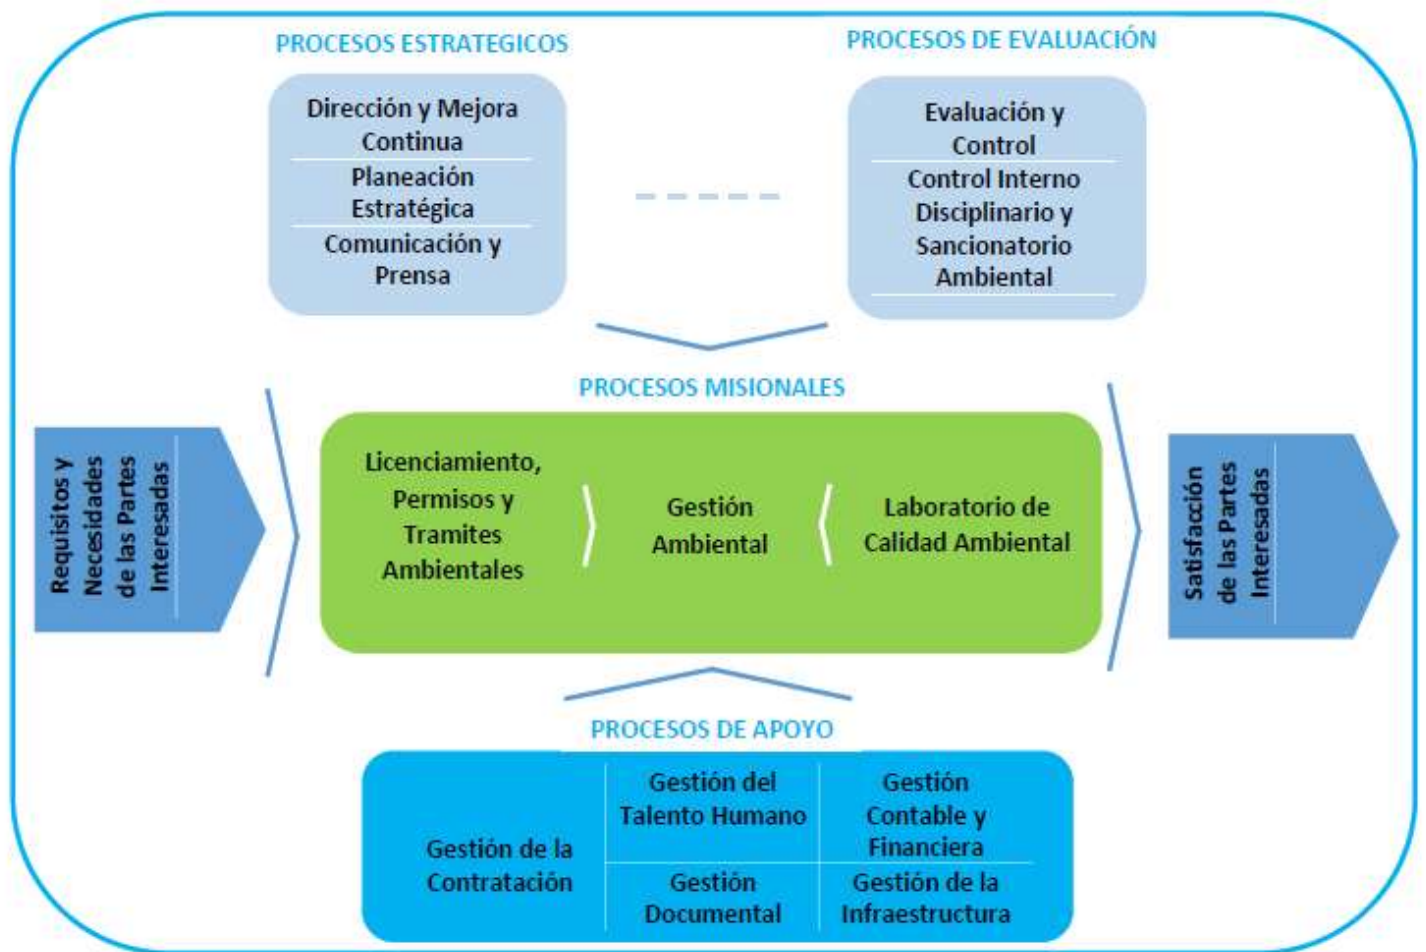 PROCESOS ESTRATEGICOS
Dirección y Mejora
Continua
Planeación
Estratégica
Comunicación y
Prensa
PROCESOS DE EVALUACIÓN
Evaluación y
Control
Control Interno
Disciplinario y
Sancionatorio
Ambiental
PROCESOS MISIONALES
Requisitos y
Necesidades
de las Partes
Interesadas
Licenciamiento,
Permisos y
Tramites
Ambientales
Gestión
Ambiental
Laboratorio de
Calidad Ambiental
Satisfacción
de las Partes
Interesadas
PROCESOS DE APOYO
Gestión de la
Contratación
Gestión del
Talento Humano
Gestión
Contable y
Financiera
Gestión
Documental
Gestión de la
Infraestructura